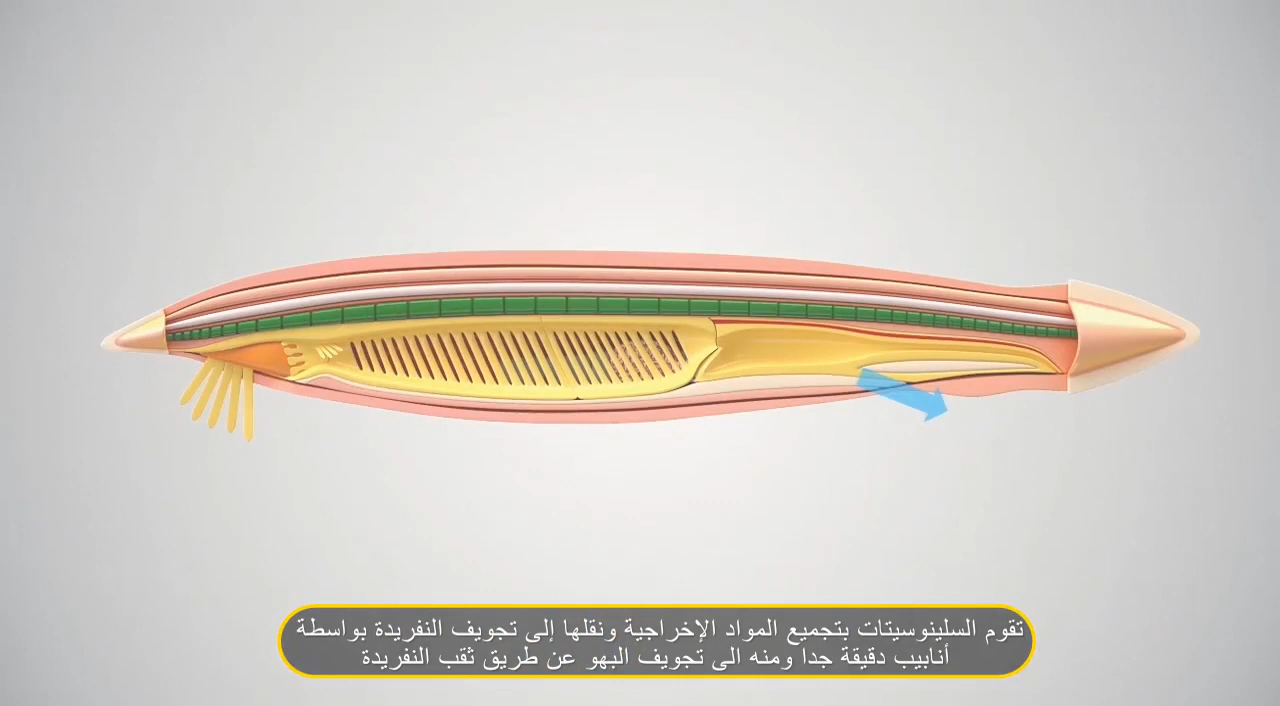 تقوم السلينوسيتات بتجميع المواد الإخراجية ونقلها إلى تجويف النفريدة بواسطة
أنابيب دقيقة جدا ومنه الى تجويف البهو عن طريق ثقب النفريدة